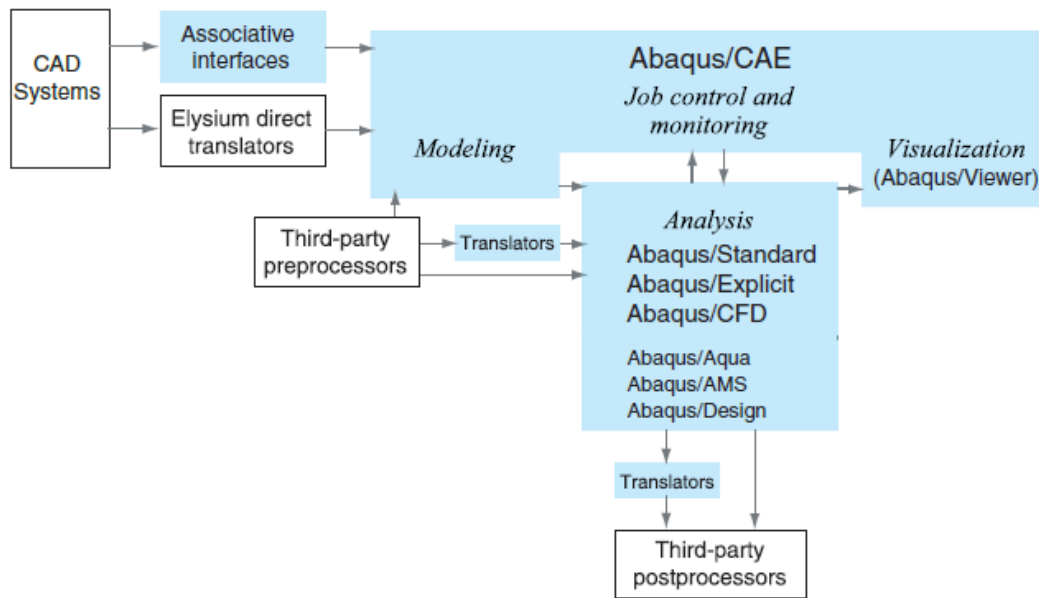 CAD
Systems
Associative
interfaces
Elysium direct
translators
Abaqus/CAE
Job control and
monitoring
Modeling
Visualization
(Abaqus/Viewer)
Third-party
preprocessors
Translators
Analysis
Abaqus/Standard
Abaqus/Explicit
Abaqus/CFD
Abaqus/Aqua
Abaqus/AMS
Abaqus/Design
Translators
Third-party
postprocessors